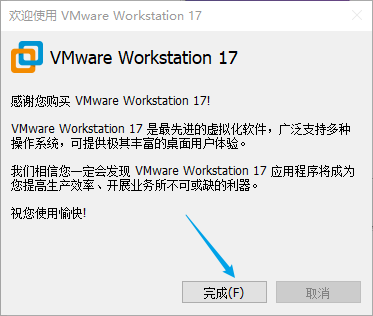 欢迎使用 VMware Workstation 17
VMware Workstation 17
感谢您购买 VMware Workstation 17!
VMware Workstation 17 是最先进的虚拟化软件，广泛支持多种
操作系统，可提供极其丰富的桌面用户体验。
我们相信您一定会发现 VMware Workstation 17 应用程序将成为
您提高生产效率、开展业务所不可或缺的利器。
祝您使用愉快!
完成(F)
取消